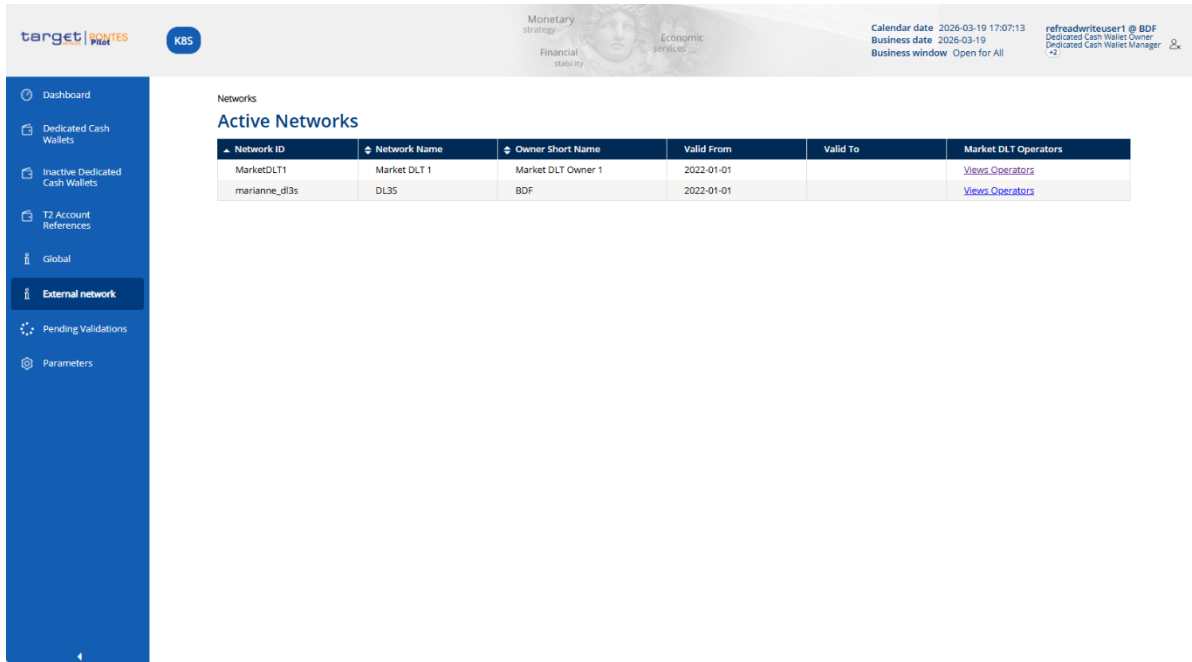 target | PONTES
Pilot
K8S
Monetary
strategy
Economic
services
Financial
stability
Calendar date 2026-03-19 17:07:13
Business date 2026-03-19
Business window Open for All
refreadwriteuser1 @ BDF
Dedicated Cash Wallet Owner
Dedicated Cash Wallet Manager
+2
Dashboard
Dedicated Cash
Wallets
Inactive Dedicated
Cash Wallets
T2 Account
References
Global
External network
Pending Validations
Parameters
Networks
Active Networks
Network ID Network Name Owner Short Name Valid From Valid To Market DLT Operators
MarketDLT1 Market DLT 1 Market DLT Owner 1 2022-01-01 Views Operators
marianne_dl3s DL3S BDF 2022-01-01 Views Operators